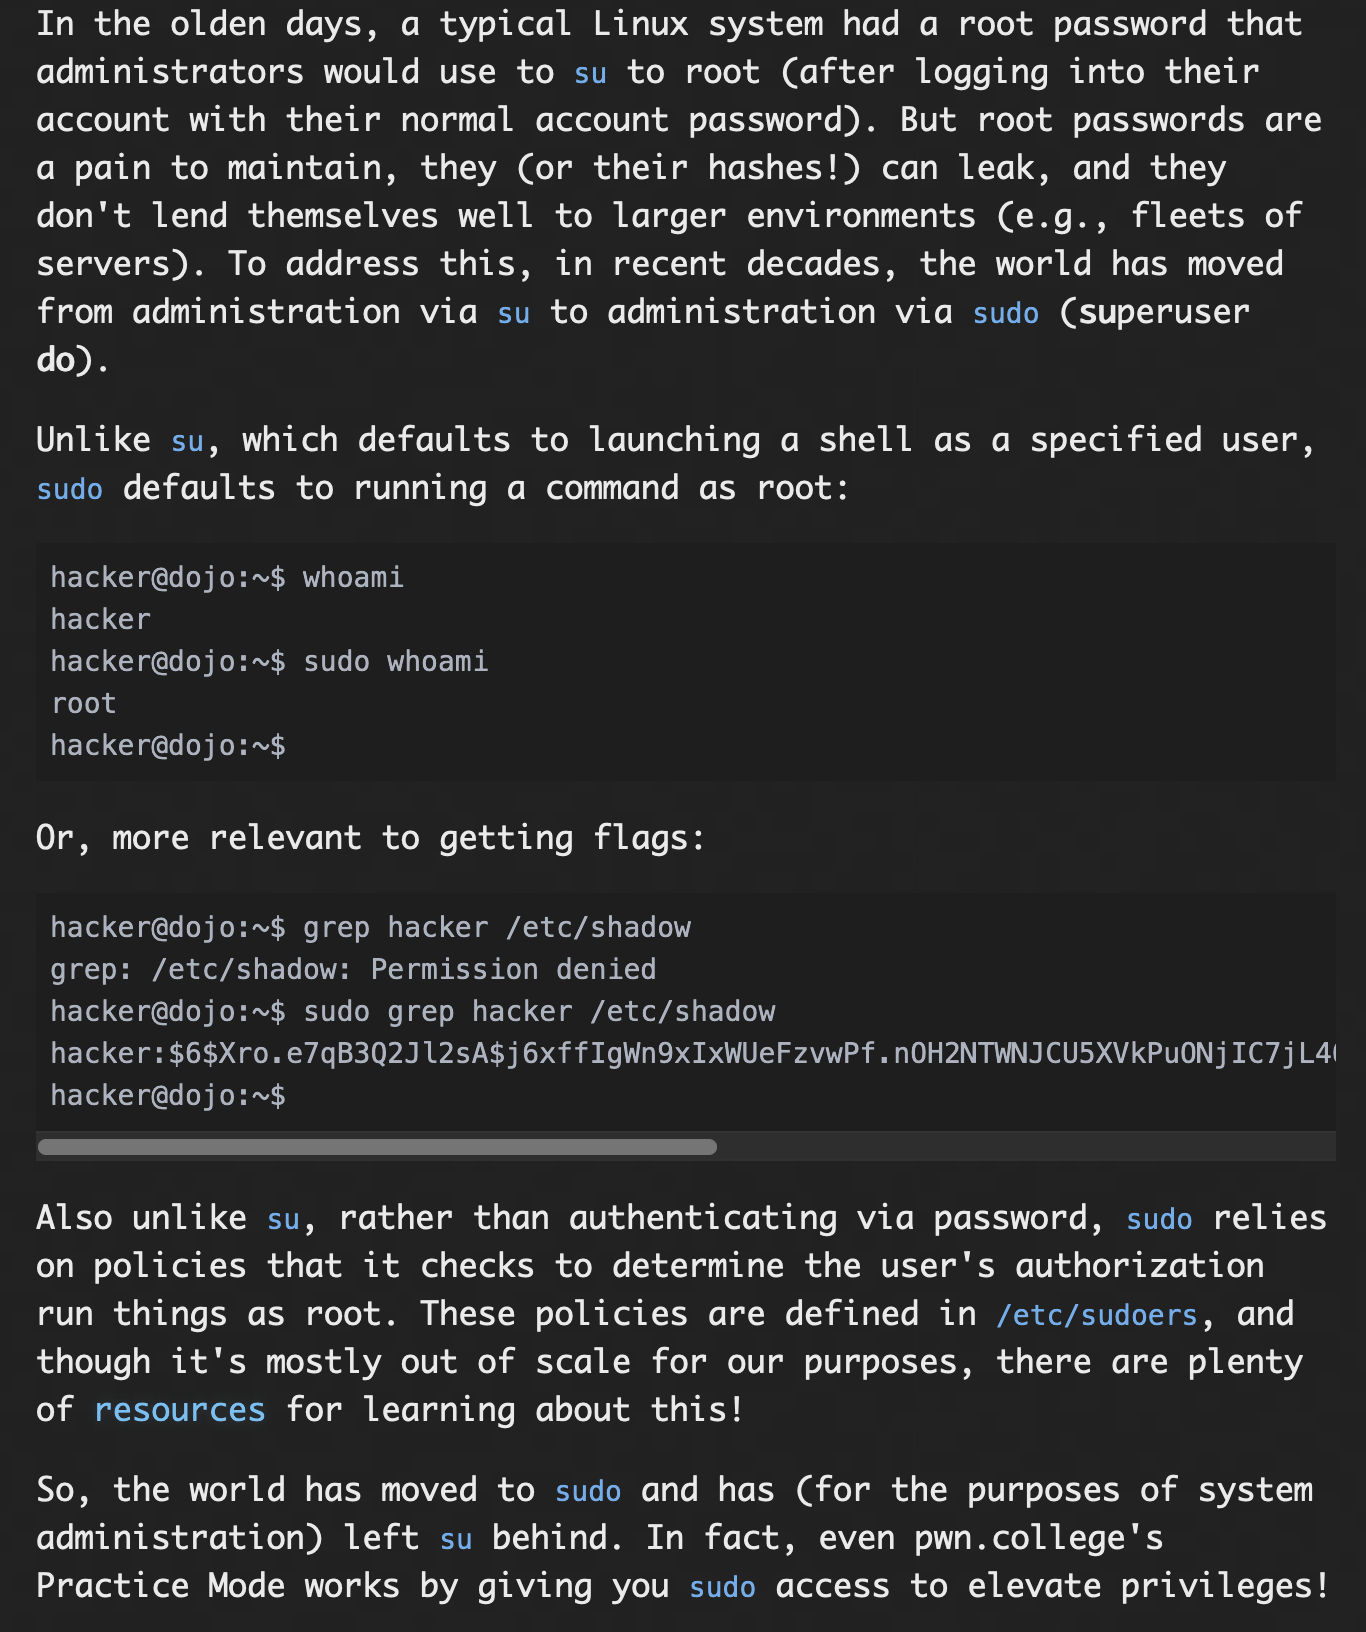 In the olden days, a typical Linux system had a root password that
administrators would use to su to root (after logging into their
account with their normal account password). But root passwords are
a pain to maintain, they (or their hashes!) can leak, and they
don't lend themselves well to larger environments (e.g., fleets of
servers). To address this, in recent decades, the world has moved
from administration via su to administration via sudo (superuser
do).
Unlike su, which defaults to launching a shell as a specified user,
sudo defaults to running a command as root:
hacker@dojo:~$ whoami
hacker
hacker@dojo:~$ sudo whoami
root
hacker@dojo:~$
Or, more relevant to getting flags:
hacker@dojo:~$ grep hacker /etc/shadow
grep: /etc/shadow: Permission denied
hacker@dojo:~$ sudo grep hacker /etc/shadow
hacker:$6$Xro.e7qB3Q2Jl2sA$j6xffIgWn9xIxWUeFzvwPf.nOH2NTWNJCU5XVkPuONjIC7jL4
hacker@dojo:~$
Also unlike su, rather than authenticating via password, sudo relies
on policies that it checks to determine the user's authorization
run things as root. These policies are defined in /etc/sudoers, and
though it's mostly out of scale for our purposes, there are plenty
of resources for learning about this!
So, the world has moved to sudo and has (for the purposes of system
administration) left su behind. In fact, even pwn.college's
Practice Mode works by giving you sudo access to elevate privileges!